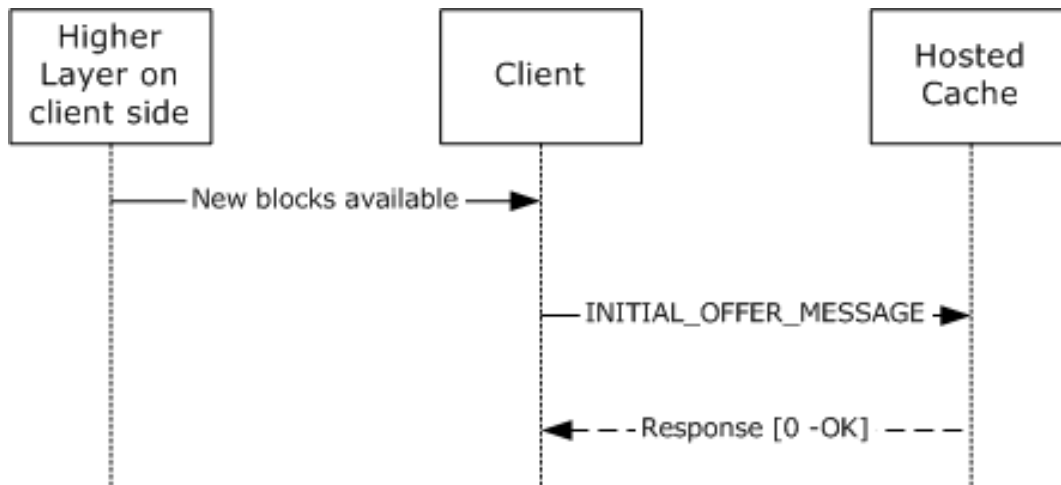 Higher
Layer on
client side
Client
Hosted
Cache
New blocks available
INITIAL_OFFER_MESSAGE
Response [0 -OK]